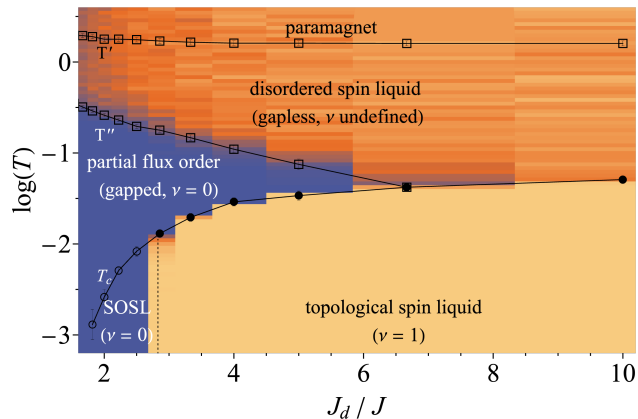 paramagnet
T′
0
disordered spin liquid
(gapless, ν undefined)
T″
−1
partial flux order
(gapped, ν = 0)
log(T)
−2
T_c
SOSL
(ν = 0)
topological spin liquid
(ν = 1)
−3
2 4 6 8 10
J_d / J